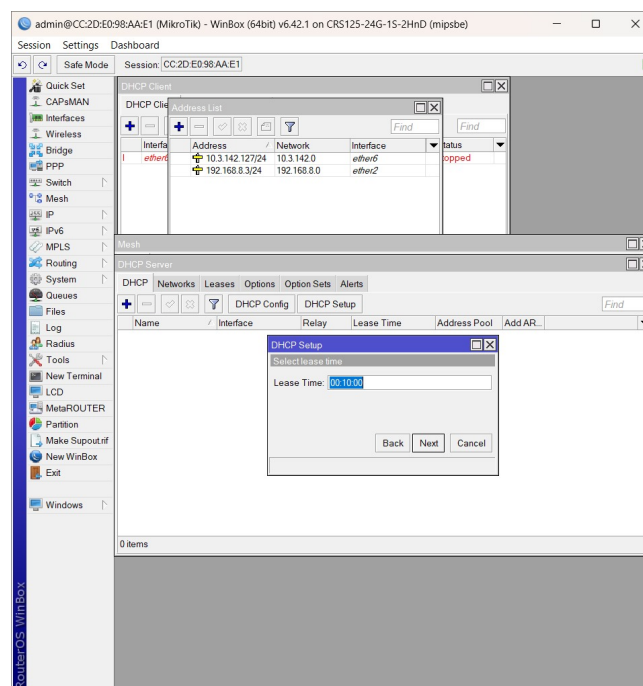 admin@CC:2D:E0:98:AA:E1 (MikroTik) - WinBox (64bit) v6.42.1 on CRS125-24G-1S-2HnD (mipsbe)
Session Settings Dashboard
Safe Mode Session: CC:2D:E0:98:AA:E1
Quick Set
CAPsMAN
Interfaces
Wireless
Bridge
PPP
Switch
Mesh
IP
IPv6
MPLS
Routing
System
Queues
Files
Log
Radius
Tools
New Terminal
LCD
MetaROUTER
Partition
Make Supout.rif
New WinBox
Exit
Windows
RouterOS WinBox
DHCP Client
DHCP Clie
Find
Interfa
tatus
I ether6
topped
Address List
Find
Address / Network Interface
10.3.142.127/24 10.3.142.0 ether6
192.168.8.3/24 192.168.8.0 ether2
Mesh
DHCP Server
DHCP Networks Leases Options Option Sets Alerts
DHCP Config DHCP Setup Find
Name / Interface Relay Lease Time Address Pool Add AR...
DHCP Setup
Select lease time
Lease Time: 00:10:00
Back Next Cancel
0 items